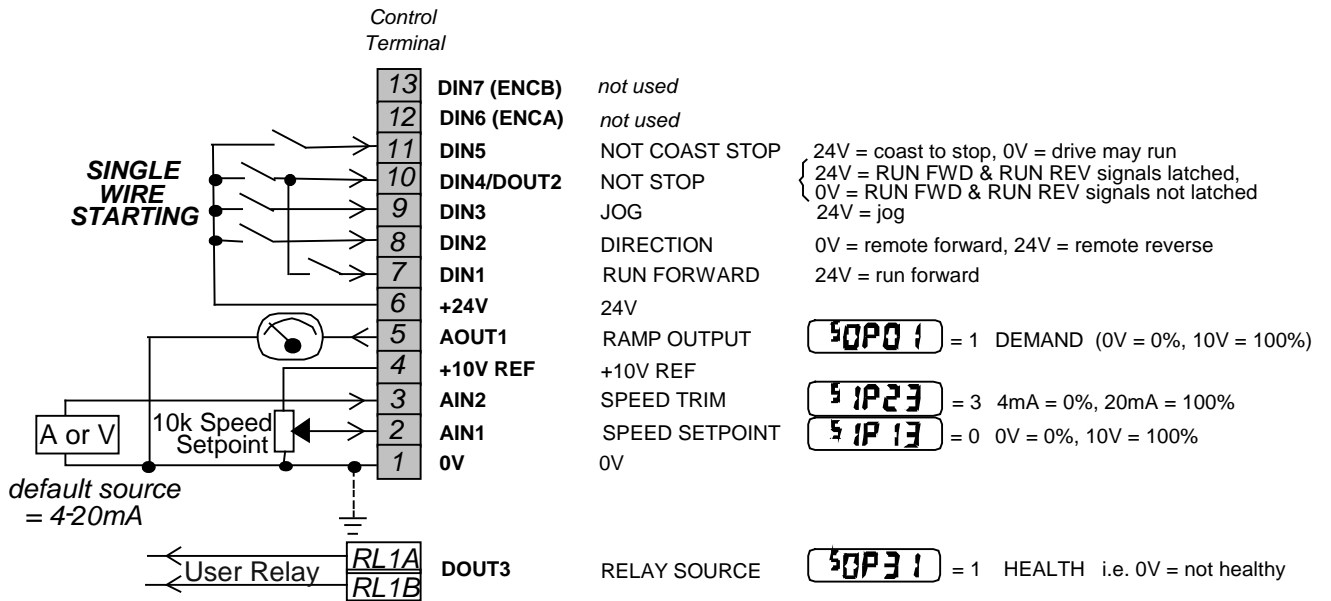 Control
Terminal
13 DIN7 (ENCB) not used
12 DIN6 (ENCA) not used
11 DIN5 NOT COAST STOP 24V = coast to stop, 0V = drive may run
SINGLE
WIRE
STARTING
10 DIN4/DOUT2 NOT STOP 24V = RUN FWD & RUN REV signals latched,
0V = RUN FWD & RUN REV signals not latched
9 DIN3 JOG 24V = jog
8 DIN2 DIRECTION 0V = remote forward, 24V = remote reverse
7 DIN1 RUN FORWARD 24V = run forward
6 +24V 24V
5 AOUT1 RAMP OUTPUT SOP01 = 1 DEMAND (0V = 0%, 10V = 100%)
4 +10V REF +10V REF
3 AIN2 SPEED TRIM SIP23 = 3 4mA = 0%, 20mA = 100%
A or V
10k Speed
Setpoint
2 AIN1 SPEED SETPOINT SIP13 = 0 0V = 0%, 10V = 100%
1 0V 0V
default source
= 4-20mA
User Relay
RL1A
RL1B
DOUT3 RELAY SOURCE SOP31 = 1 HEALTH i.e. 0V = not healthy